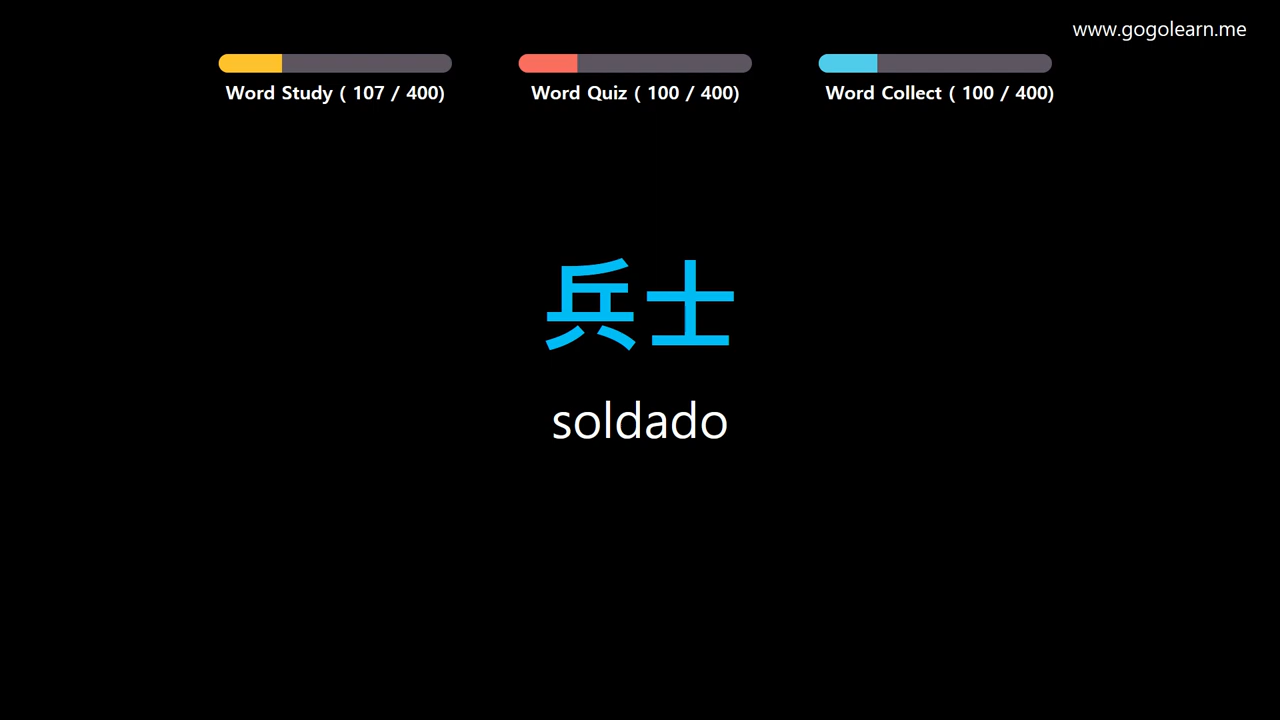 www.gogolearn.me
Word Study ( 107 / 400)
Word Quiz ( 100 / 400)
Word Collect ( 100 / 400)
兵士
soldado